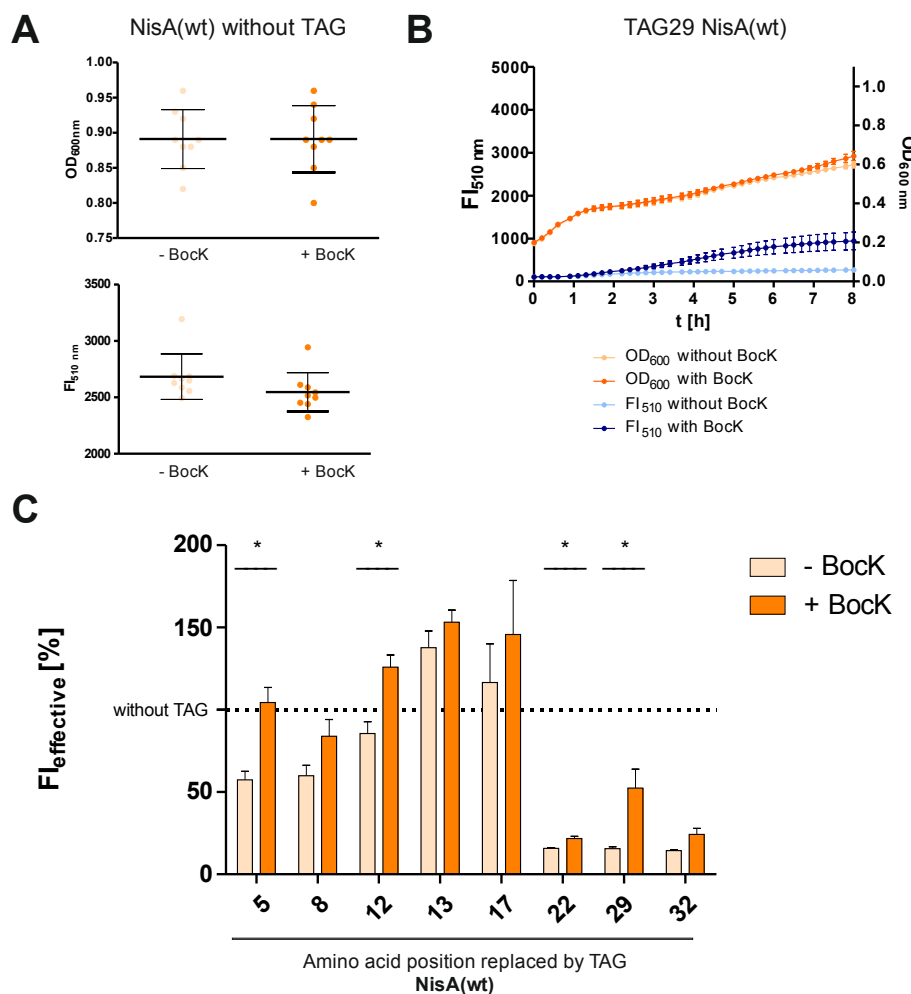 A
NisA(wt) without TAG
1.00
0.95
0.90
0.85
0.80
0.75
OD600nm
- BocK
+ BocK
3500
3000
2500
2000
FI510 nm
- BocK
+ BocK
B
TAG29 NisA(wt)
5000
4000
3000
2000
1000
0
FI510 nm
1.0
0.8
0.6
0.4
0.2
0.0
OD600 nm
0 1 2 3 4 5 6 7 8
t [h]
OD600 without BocK
OD600 with BocK
FI510 without BocK
FI510 with BocK
C
200
150
without TAG
50
0
FIeffective [%]
* * * *
- BocK
+ BocK
5 8 12 13 17 22 29 32
Amino acid position replaced by TAG
NisA(wt)